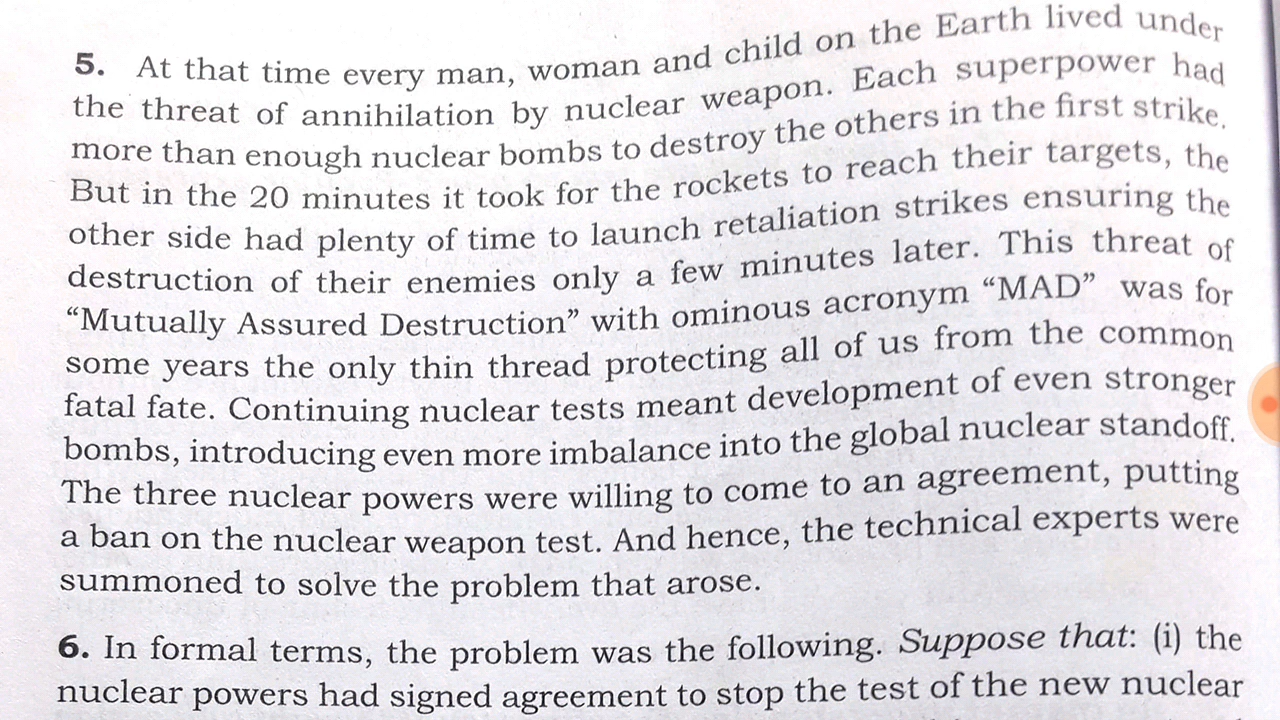 5. At that time every man, woman and child on the Earth lived under
the threat of annihilation by nuclear weapon. Each superpower had
more than enough nuclear bombs to destroy the others in the first strike.
But in the 20 minutes it took for the rockets to reach their targets, the
other side had plenty of time to launch retaliation strikes ensuring the
destruction of their enemies only a few minutes later. This threat of
“Mutually Assured Destruction” with ominous acronym “MAD” was for
some years the only thin thread protecting all of us from the common
fatal fate. Continuing nuclear tests meant development of even stronger
bombs, introducing even more imbalance into the global nuclear standoff.
The three nuclear powers were willing to come to an agreement, putting
a ban on the nuclear weapon test. And hence, the technical experts were
summoned to solve the problem that arose.
6. In formal terms, the problem was the following. Suppose that: (i) the
nuclear powers had signed agreement to stop the test of the new nuclear